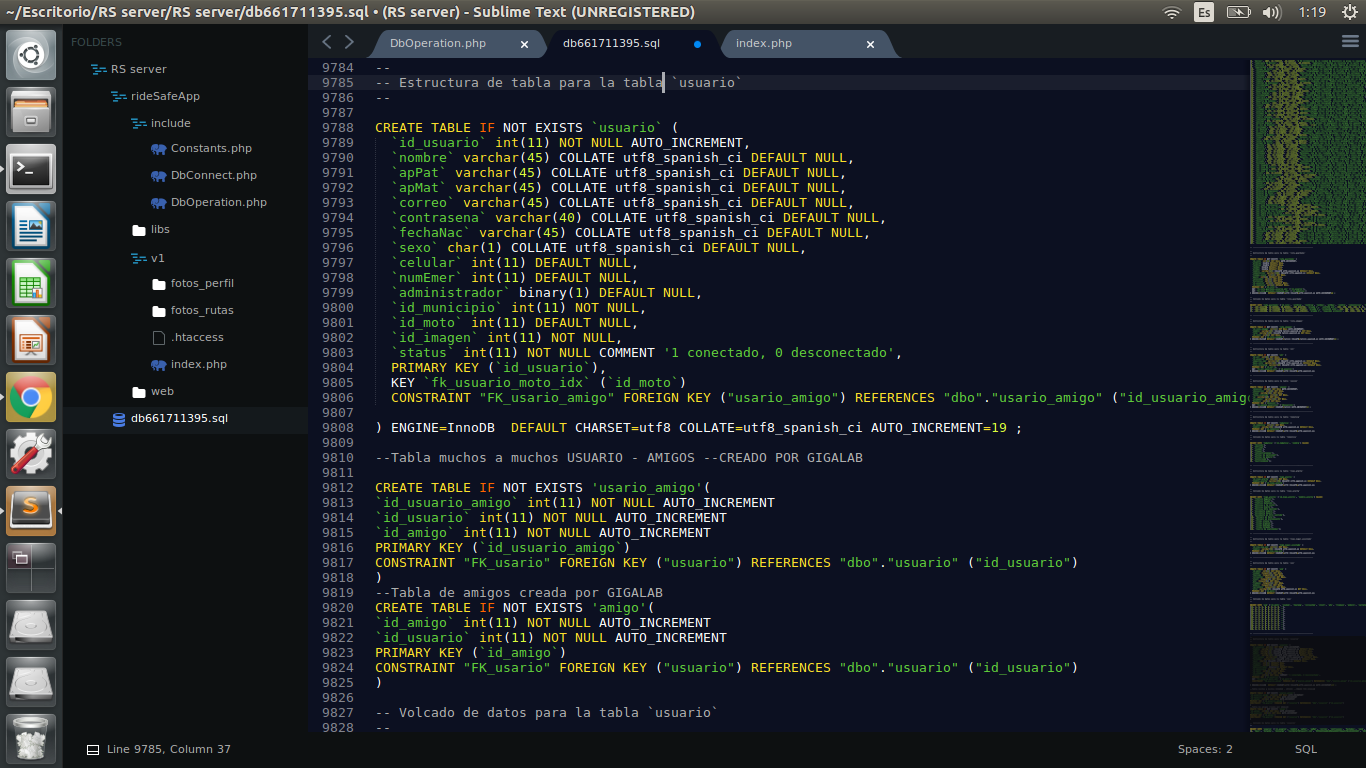 ~/Escritorio/RS server/RS server/db661711395.sql • (RS server) - Sublime Text (UNREGISTERED)
Es
1:19
FOLDERS
RS server
rideSafeApp
include
Constants.php
DbConnect.php
DbOperation.php
libs
v1
fotos_perfil
fotos_rutas
.htaccess
index.php
web
db661711395.sql
DbOperation.php
db661711395.sql
index.php
9784 --
9785 -- Estructura de tabla para la tabla `usuario`
9786 --
9787
9788 CREATE TABLE IF NOT EXISTS `usuario` (
9789 `id_usuario` int(11) NOT NULL AUTO_INCREMENT,
9790 `nombre` varchar(45) COLLATE utf8_spanish_ci DEFAULT NULL,
9791 `apPat` varchar(45) COLLATE utf8_spanish_ci DEFAULT NULL,
9792 `apMat` varchar(45) COLLATE utf8_spanish_ci DEFAULT NULL,
9793 `correo` varchar(45) COLLATE utf8_spanish_ci DEFAULT NULL,
9794 `contrasena` varchar(40) COLLATE utf8_spanish_ci DEFAULT NULL,
9795 `fechaNac` varchar(45) COLLATE utf8_spanish_ci DEFAULT NULL,
9796 `sexo` char(1) COLLATE utf8_spanish_ci DEFAULT NULL,
9797 `celular` int(11) DEFAULT NULL,
9798 `numEmer` int(11) DEFAULT NULL,
9799 `administrador` binary(1) DEFAULT NULL,
9800 `id_municipio` int(11) NOT NULL,
9801 `id_moto` int(11) DEFAULT NULL,
9802 `id_imagen` int(11) NOT NULL,
9803 `status` int(11) NOT NULL COMMENT '1 conectado, 0 desconectado',
9804 PRIMARY KEY (`id_usuario`),
9805 KEY `fk_usuario_moto_idx` (`id_moto`)
9806 CONSTRAINT "FK_usario_amigo" FOREIGN KEY ("usario_amigo") REFERENCES "dbo"."usario_amigo" ("id_usuario_amigo
9807
9808 ) ENGINE=InnoDB  DEFAULT CHARSET=utf8 COLLATE=utf8_spanish_ci AUTO_INCREMENT=19 ;
9809
9810 --Tabla muchos a muchos USUARIO - AMIGOS --CREADO POR GIGALAB
9811
9812 CREATE TABLE IF NOT EXISTS 'usario_amigo'(
9813 `id_usuario_amigo` int(11) NOT NULL AUTO_INCREMENT
9814 `id_usuario` int(11) NOT NULL AUTO_INCREMENT
9815 `id_amigo` int(11) NOT NULL AUTO_INCREMENT
9816 PRIMARY KEY (`id_usuario_amigo`)
9817 CONSTRAINT "FK_usario" FOREIGN KEY ("usuario") REFERENCES "dbo"."usuario" ("id_usuario")
9818 )
9819 --Tabla de amigos creada por GIGALAB
9820 CREATE TABLE IF NOT EXISTS 'amigo'(
9821 `id_amigo` int(11) NOT NULL AUTO_INCREMENT
9822 `id_usuario` int(11) NOT NULL AUTO_INCREMENT
9823 PRIMARY KEY (`id_amigo`)
9824 CONSTRAINT "FK_usario" FOREIGN KEY ("usuario") REFERENCES "dbo"."usuario" ("id_usuario")
9825 )
9826
9827 -- Volcado de datos para la tabla `usuario`
9828 --
Line 9785, Column 37
Spaces: 2
SQL